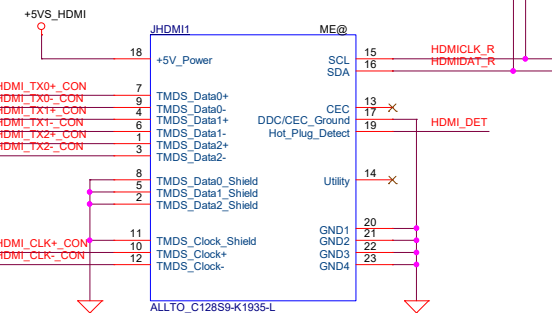 +5VS_HDMI
JHDMI1 ME@
18 +5V_Power SCL 15 HDMICLK_R
SDA 16 HDMIDAT_R
HDMI_TX0+_CON 7 TMDS_Data0+
HDMI_TX0-_CON 9 TMDS_Data0- CEC 13
HDMI_TX1+_CON 4 TMDS_Data1+ DDC/CEC_Ground 17
HDMI_TX1-_CON 6 TMDS_Data1- Hot_Plug_Detect 19 HDMI_DET
HDMI_TX2+_CON 1 TMDS_Data2+
HDMI_TX2-_CON 3 TMDS_Data2-
8 TMDS_Data0_Shield Utility 14
5 TMDS_Data1_Shield
2 TMDS_Data2_Shield
GND1 20
11 TMDS_Clock_Shield GND2 21
HDMI_CLK+_CON 10 TMDS_Clock+ GND3 22
HDMI_CLK-_CON 12 TMDS_Clock- GND4 23
ALLTO_C128S9-K1935-L